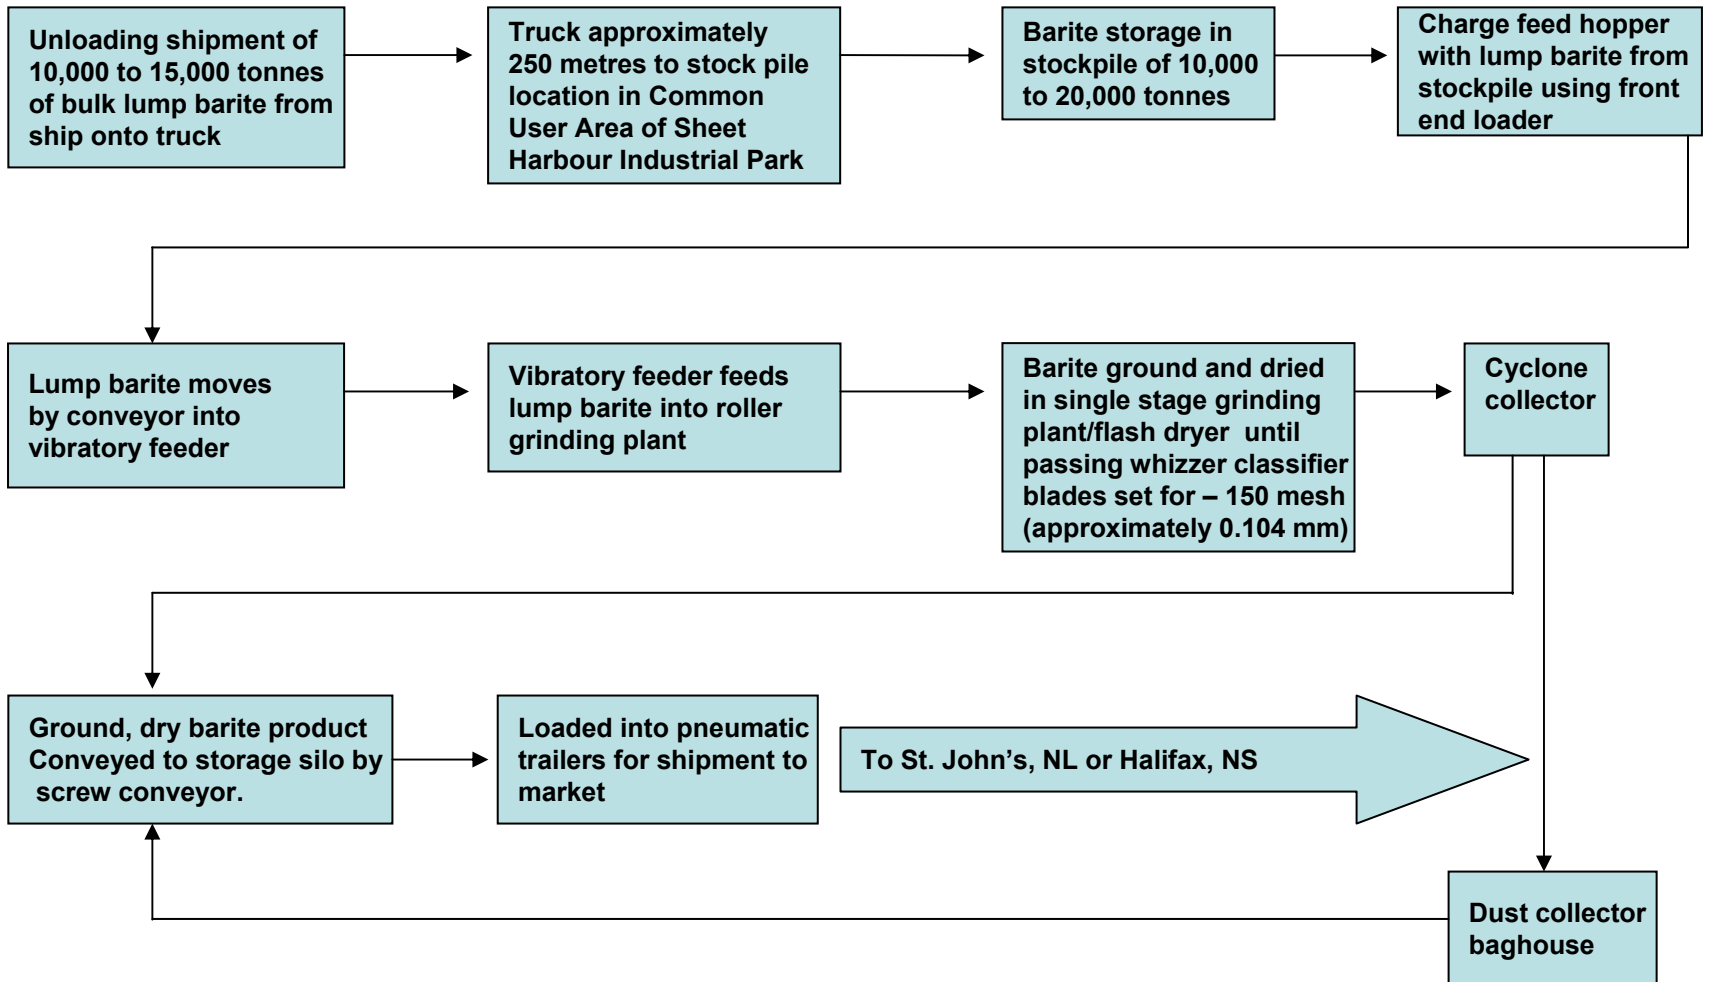 Unloading shipment of
10,000 to 15,000 tonnes
of bulk lump barite from
ship onto truck
Truck approximately
250 metres to stock pile
location in Common
User Area of Sheet
Harbour Industrial Park
Barite storage in
stockpile of 10,000
to 20,000 tonnes
Charge feed hopper
with lump barite from
stockpile using front
end loader
Lump barite moves
by conveyor into
vibratory feeder
Vibratory feeder feeds
lump barite into roller
grinding plant
Barite ground and dried
in single stage grinding
plant/flash dryer until
passing whizzer classifier
blades set for – 150 mesh
(approximately 0.104 mm)
Cyclone
collector
Ground, dry barite product
Conveyed to storage silo by
screw conveyor.
Loaded into pneumatic
trailers for shipment to
market
To St. John’s, NL or Halifax, NS
Dust collector
baghouse